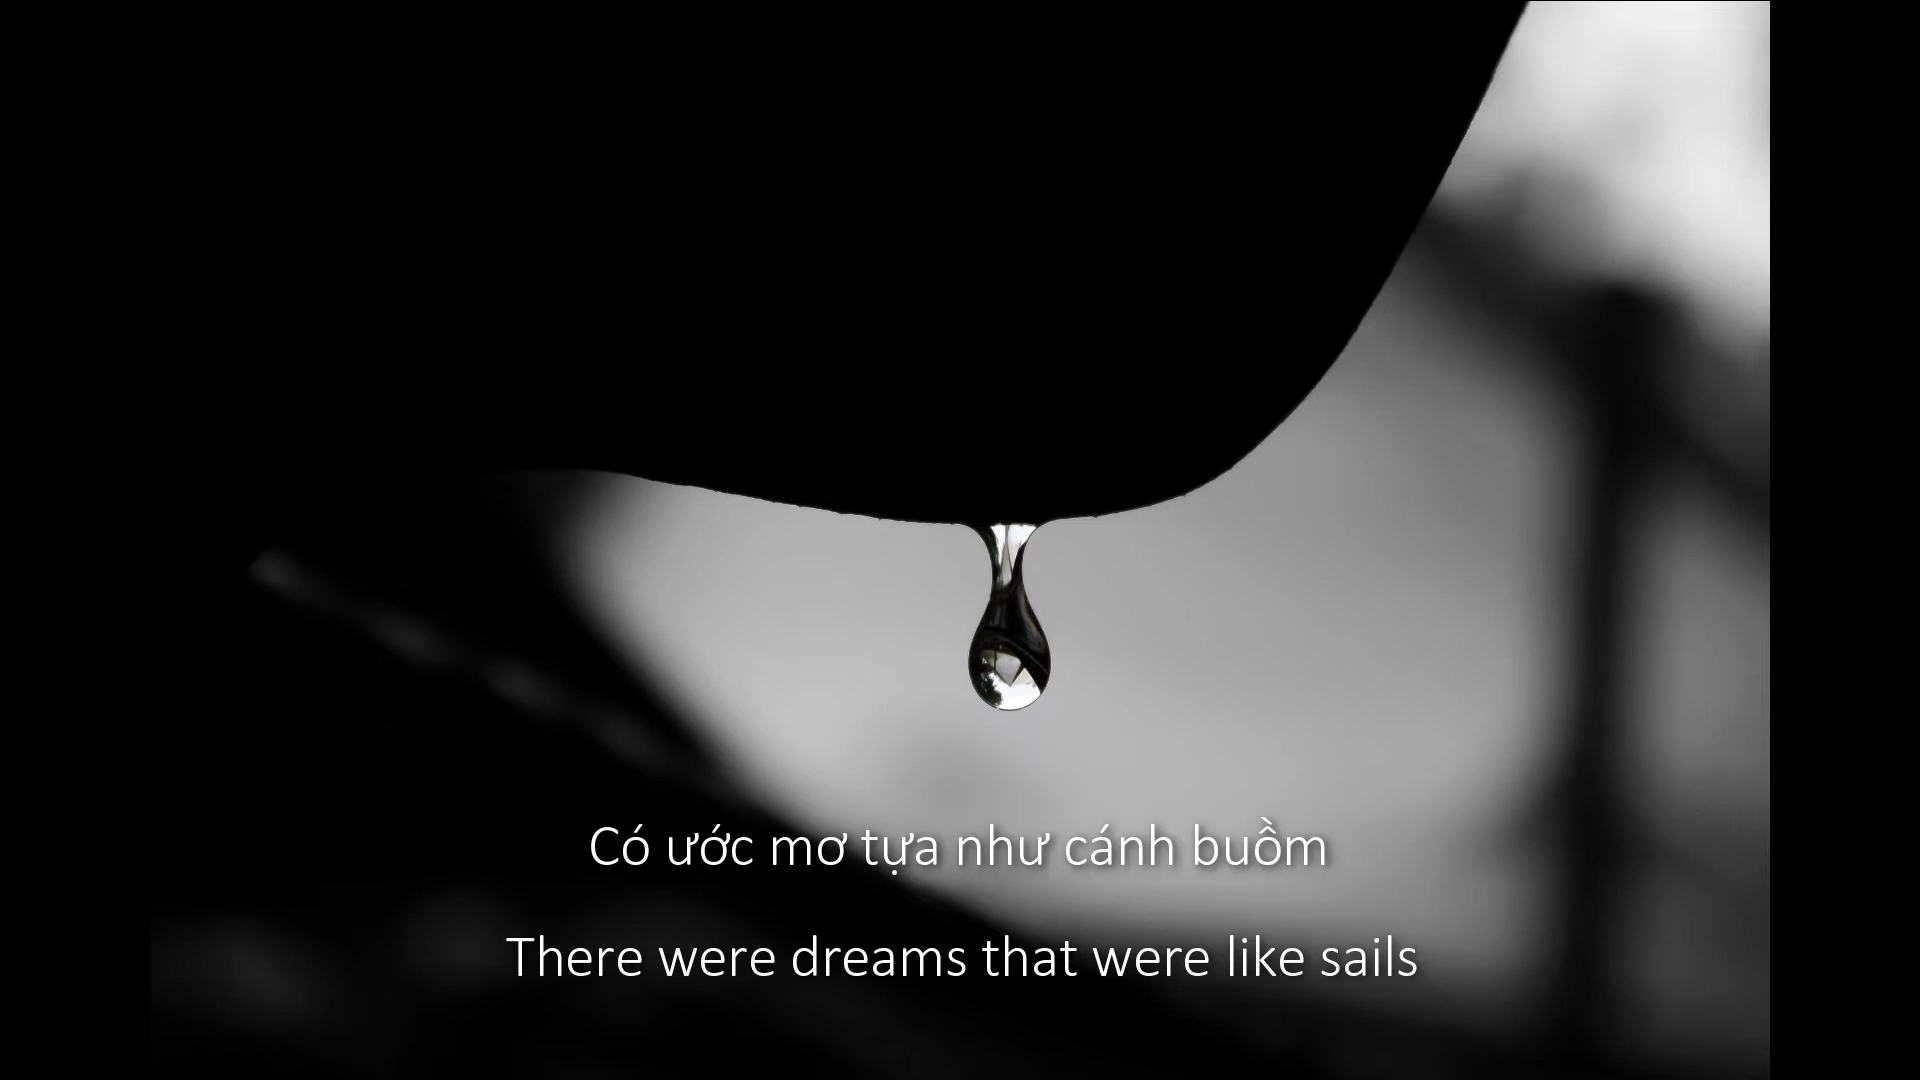 Có ước mơ tựa như cánh buồm
There were dreams that were like sails